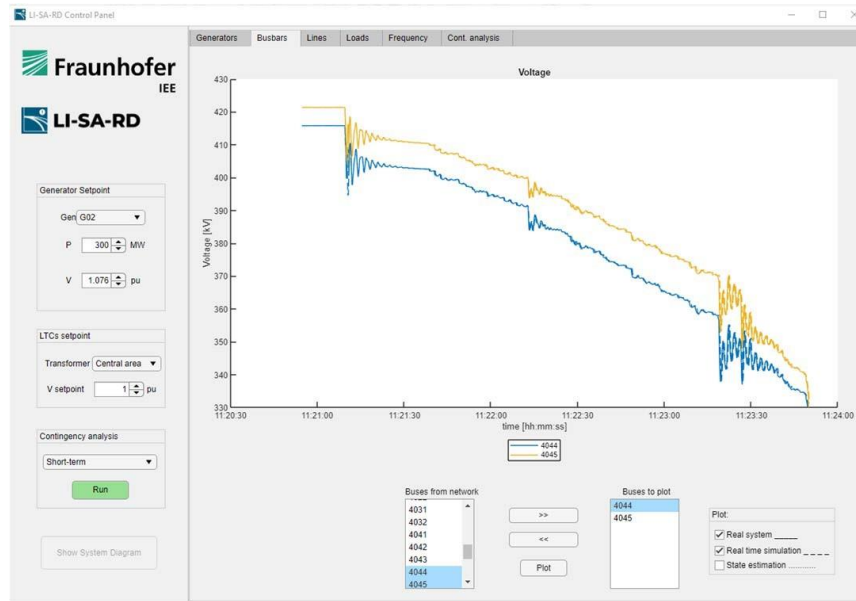 LI-SA-RD Control Panel
Generators Busbars Lines Loads Frequency Cont. analysis
Fraunhofer
IEE
LI-SA-RD
Generator Setpoint
Gen G02
P 300 MW
V 1.076 pu
LTCs setpoint
Transformer Central area
V setpoint 1 pu
Contingency analysis
Short-term
Run
Show System Diagram
Voltage
430
420
410
400
390
380
370
360
350
340
330
Voltage [kV]
11:20:30 11:21:00 11:21:30 11:22:00 11:22:30 11:23:00 11:23:30 11:24:00
time [hh:mm:ss]
4044
4045
Buses from network
4031
4032
4041
4042
4043
4044
4045
>>
<<
Plot
Buses to plot
4044
4045
Plot:
Real system _____
Real time simulation _ _ _ _
State estimation ............